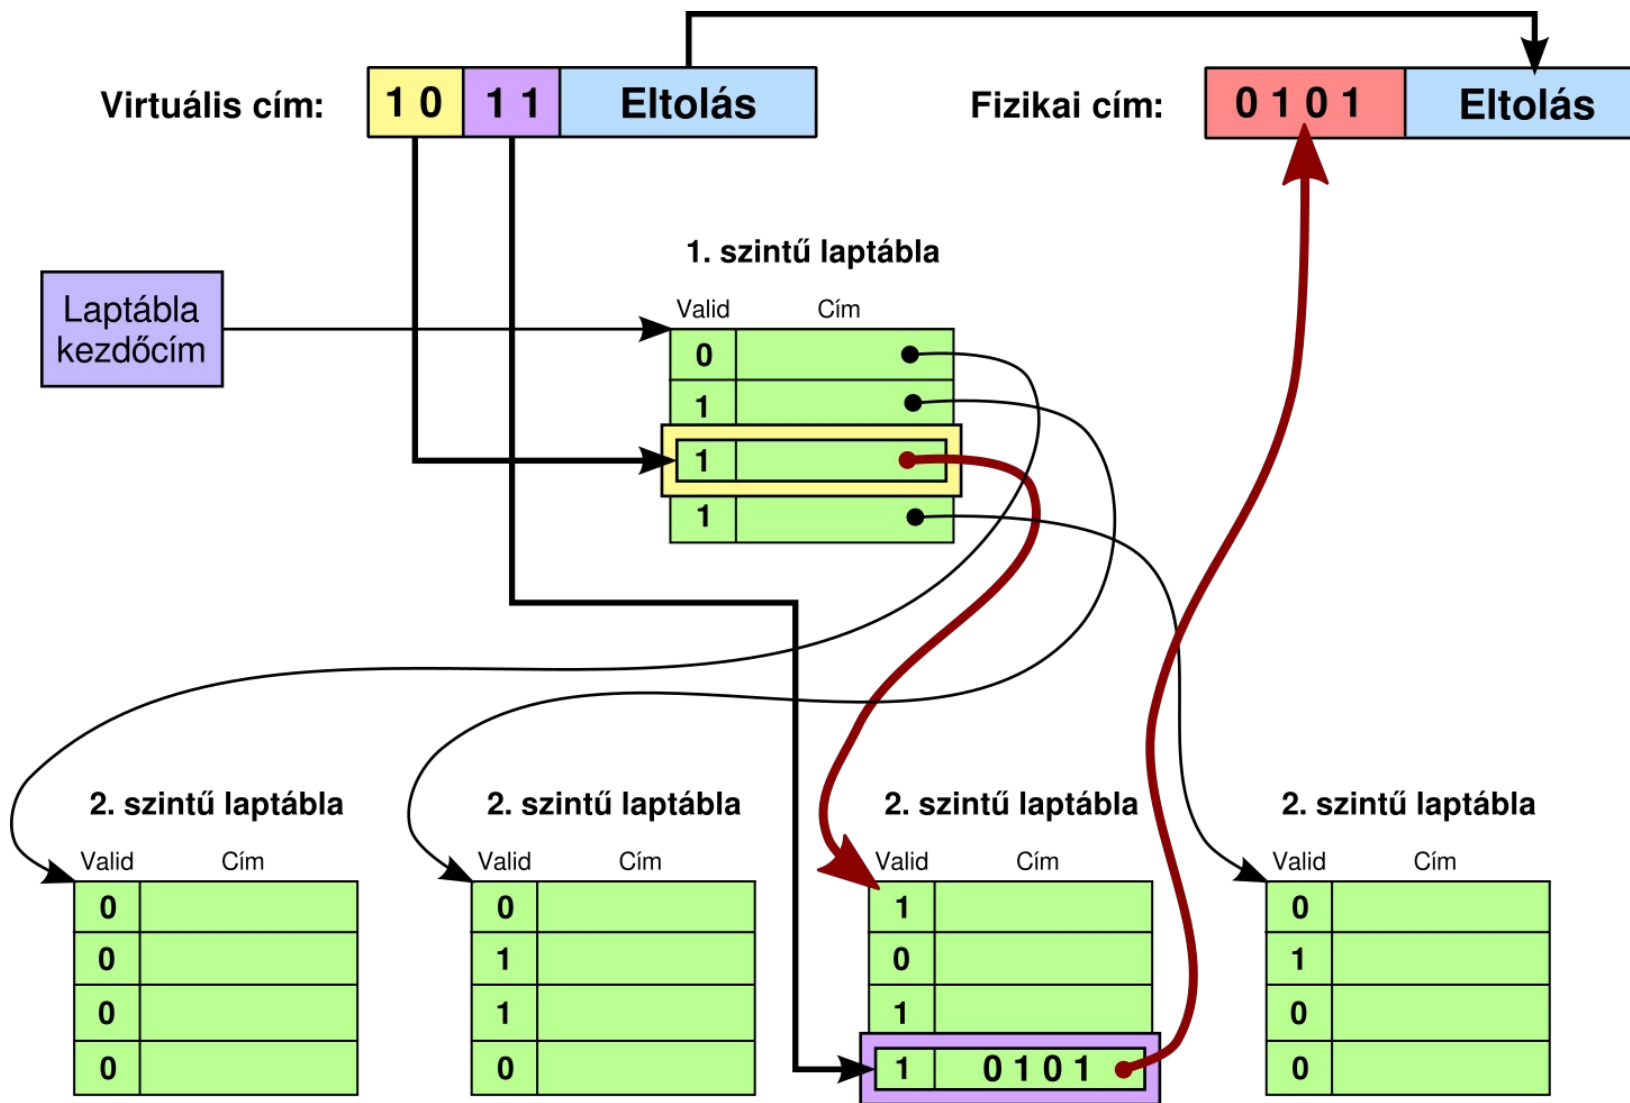 Virtuális cím: 1 0 1 1 Eltolás
Fizikai cím: 0 1 0 1 Eltolás
Laptábla
kezdőcím
1. szintű laptábla
Valid Cím
0
1
1
1
2. szintű laptábla
Valid Cím
0
0
0
0
2. szintű laptábla
Valid Cím
0
1
1
0
2. szintű laptábla
Valid Cím
1
0
1
1 0 1 0 1
2. szintű laptábla
Valid Cím
0
1
0
0